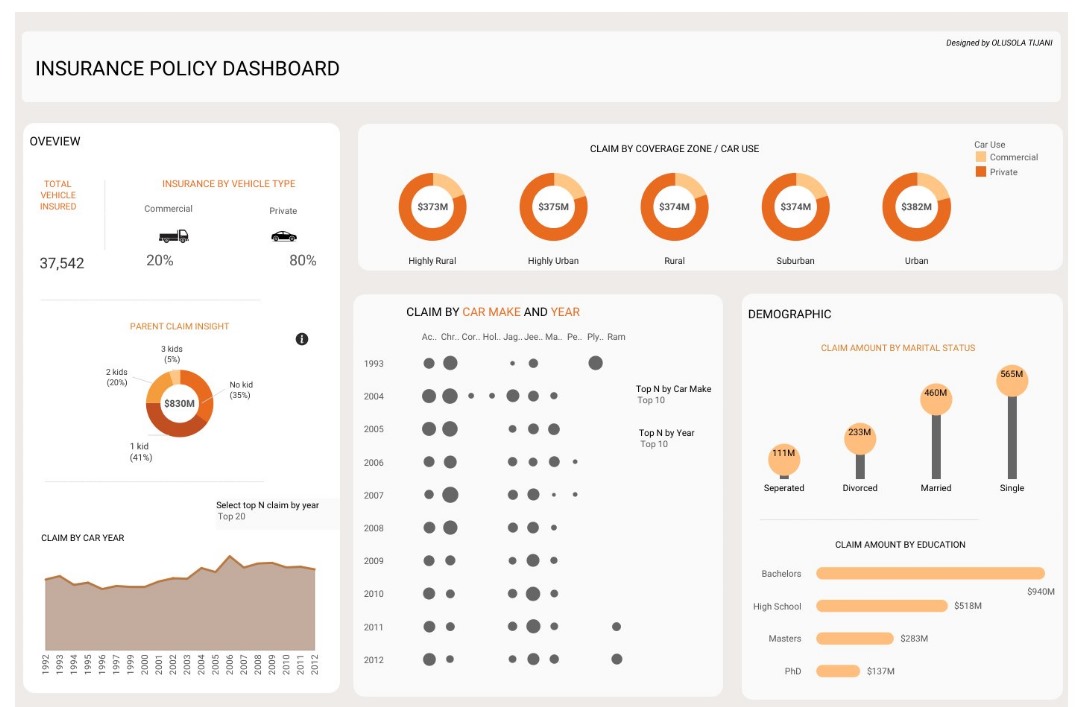 Designed by OLUSOLA TIJANI
INSURANCE POLICY DASHBOARD
OVEVIEW
TOTAL
VEHICLE
INSURED
37,542
INSURANCE BY VEHICLE TYPE
Commercial
Private
20%
80%
PARENT CLAIM INSIGHT
i
3 kids
(5%)
2 kids
(20%)
No kid
(35%)
$830M
1 kid
(41%)
Select top N claim by year
Top 20
CLAIM BY CAR YEAR
1992 1993 1994 1995 1996 1997 1999 2000 2001 2002 2003 2004 2005 2006 2007 2008 2009 2010 2011 2012
CLAIM BY COVERAGE ZONE / CAR USE
Car Use
Commercial
Private
$373M $375M $374M $374M $382M
Highly Rural Highly Urban Rural Suburban Urban
CLAIM BY CAR MAKE AND YEAR
Ac.. Chr.. Cor.. Hol.. Jag.. Jee.. Ma.. Pe.. Ply.. Ram
1993
2004
2005
2006
2007
2008
2009
2010
2011
2012
Top N by Car Make
Top 10
Top N by Year
Top 10
DEMOGRAPHIC
CLAIM AMOUNT BY MARITAL STATUS
111M 233M 460M 565M
Seperated Divorced Married Single
CLAIM AMOUNT BY EDUCATION
Bachelors
$940M
High School $518M
Masters $283M
PhD $137M